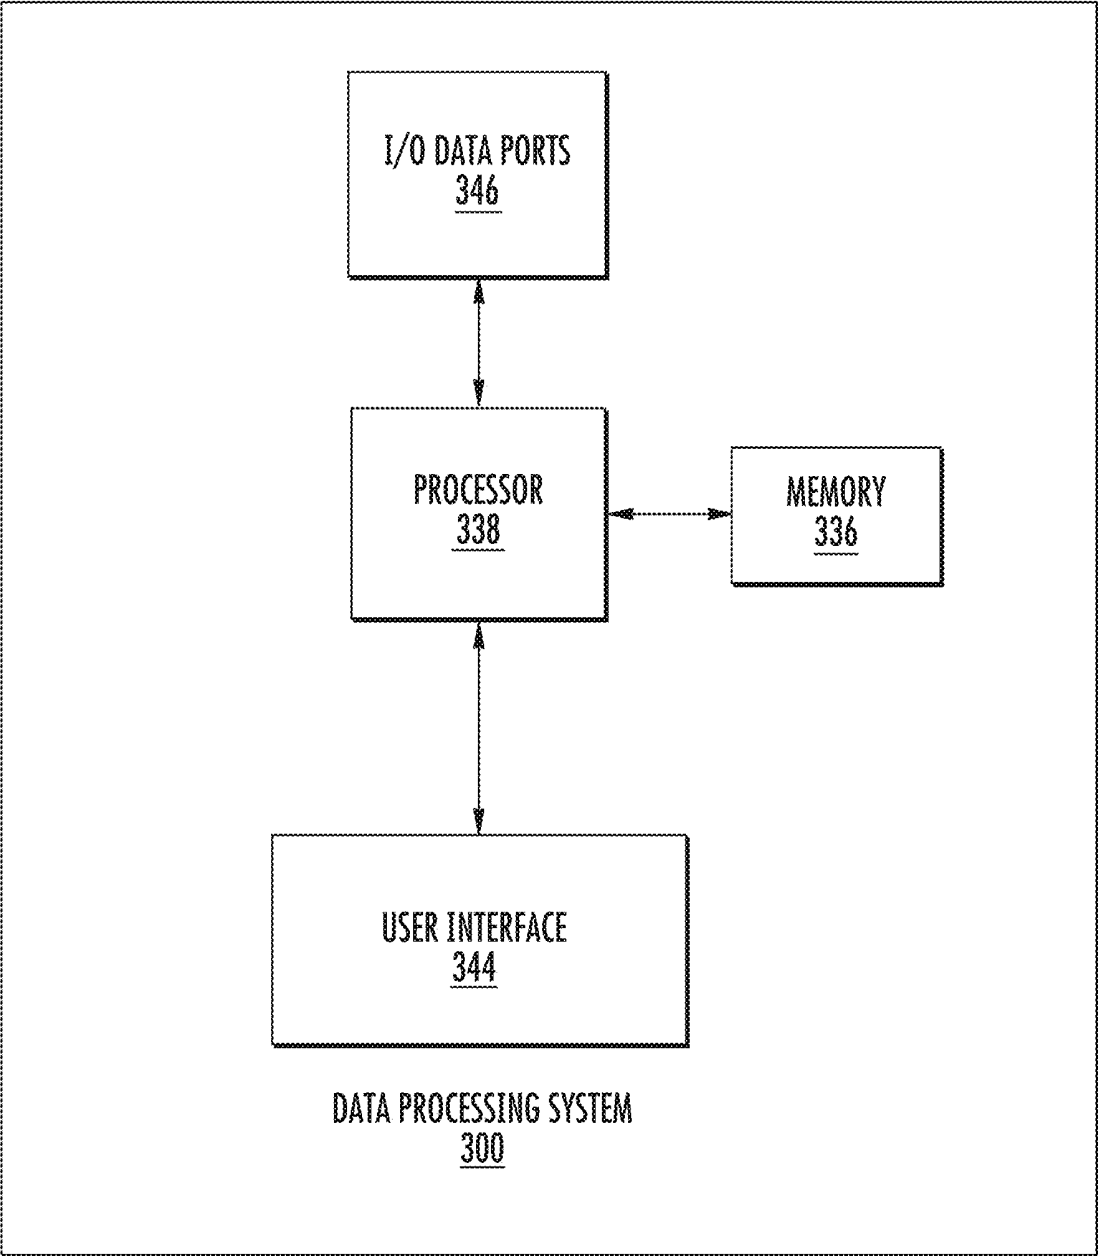 I/O DATA PORTS
346
PROCESSOR
338
MEMORY
336
USER INTERFACE
344
DATA PROCESSING SYSTEM
300